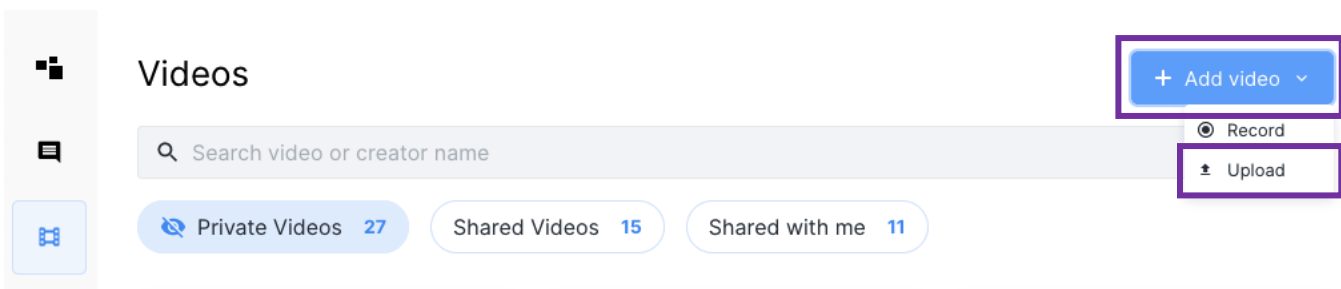 Videos
+ Add video
Record
Search video or creator name
Upload
Private Videos 27
Shared Videos 15
Shared with me 11